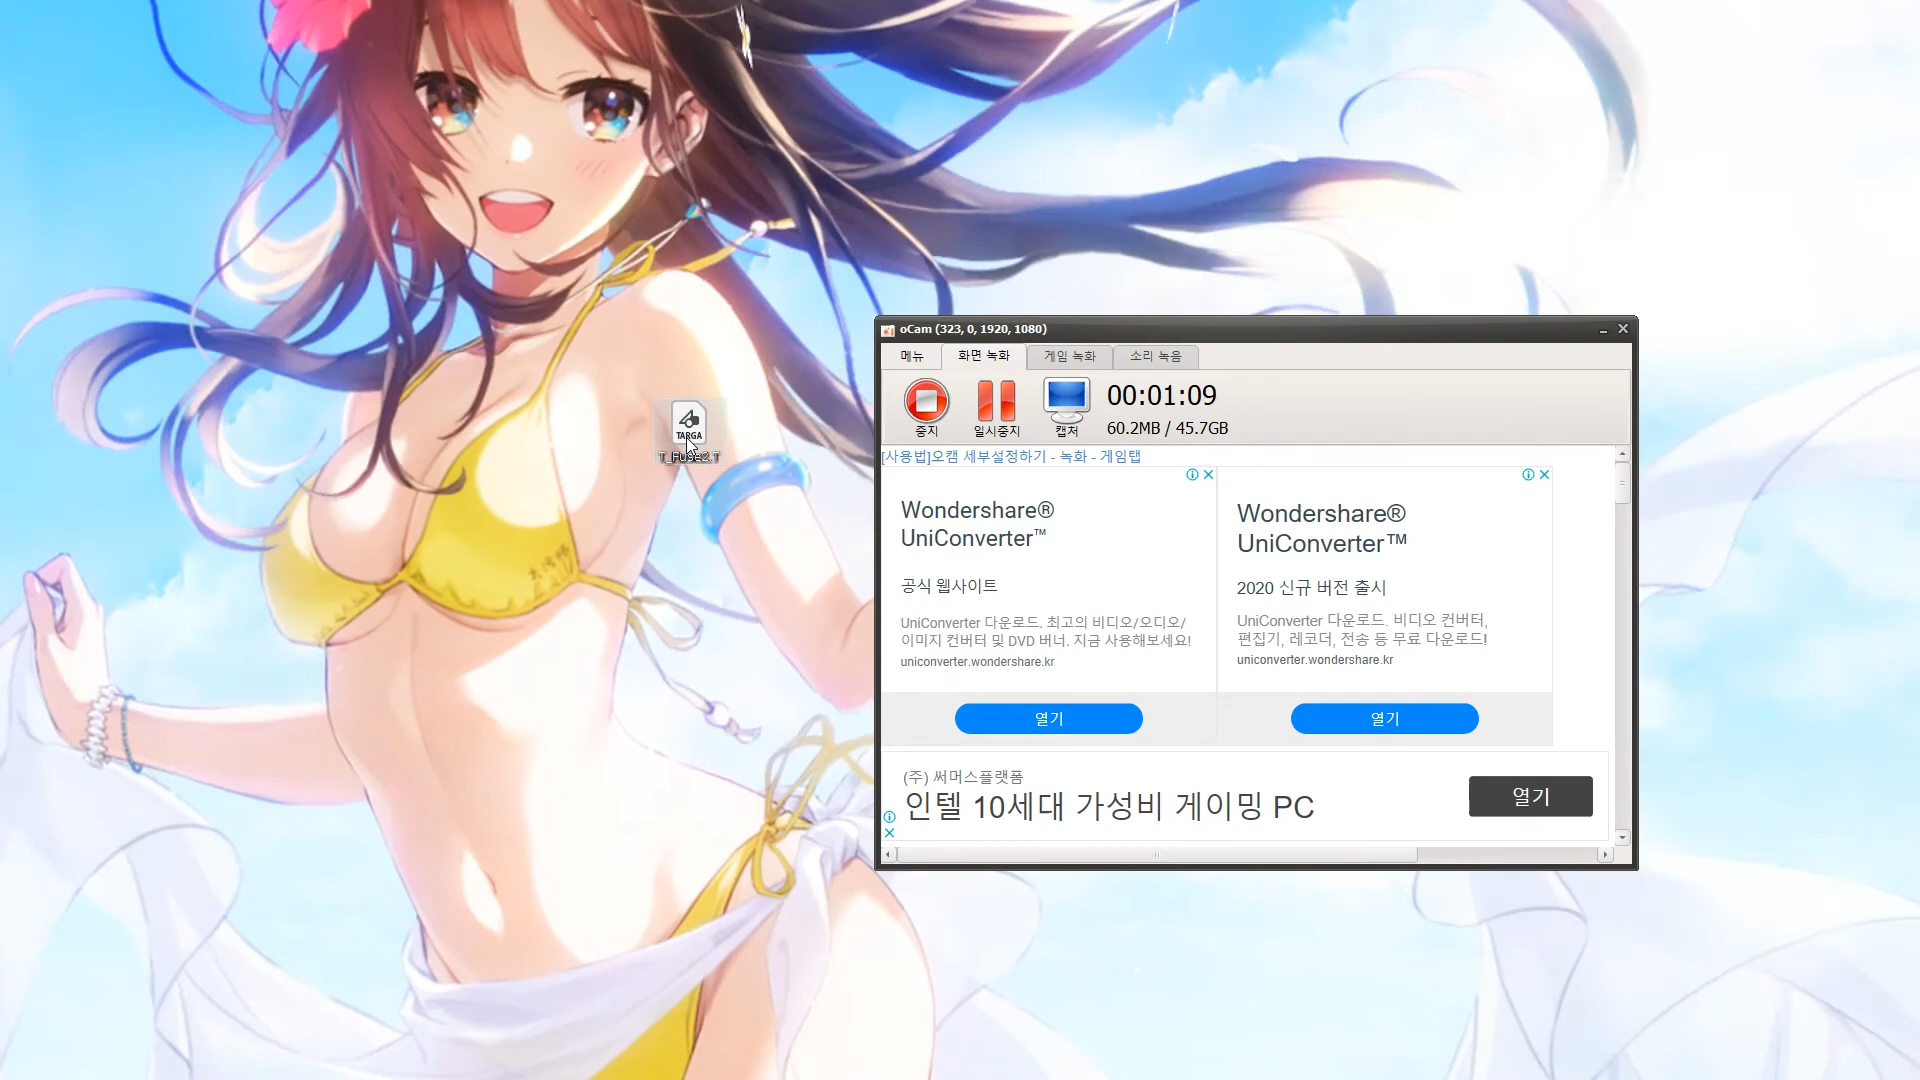 TARGA
oCam (323, 0, 1920, 1080)
메뉴
화면 녹화
게임 녹화
소리 녹음
중지
일시중지
캡처
00:01:09
60.2MB / 45.7GB
[사용법]오캠 세부설정하기 - 녹화 - 게임탭
Wondershare®
UniConverter™
공식 웹사이트
UniConverter 다운로드. 최고의 비디오/오디오/
이미지 컨버터 및 DVD 버너. 지금 사용해보세요!
uniconverter.wondershare.kr
열기
Wondershare®
UniConverter™
2020 신규 버전 출시
UniConverter 다운로드. 비디오 컨버터,
편집기, 레코더, 전송 등 무료 다운로드!
uniconverter.wondershare.kr
열기
(주) 써머스플랫폼
인텔 10세대 가성비 게이밍 PC
열기